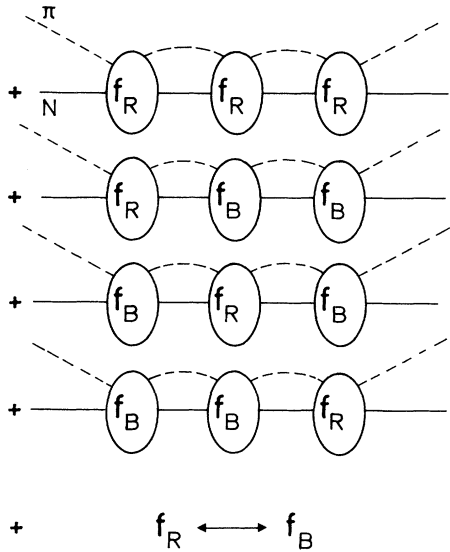 π
+ N f_R f_R f_R
+ f_R f_B f_B
+ f_B f_R f_B
+ f_B f_B f_R
+ f_R ⟷ f_B